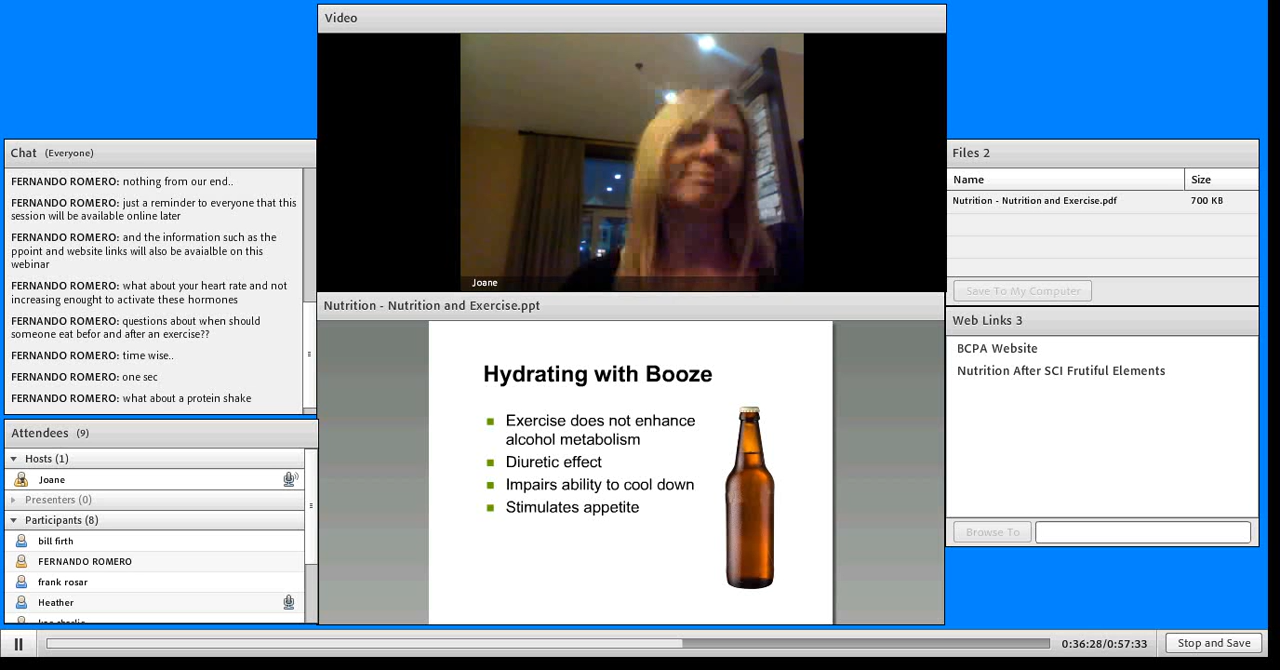 Video
Joane
Chat (Everyone)
FERNANDO ROMERO: nothing from our end..
FERNANDO ROMERO: just a reminder to everyone that this
session will be available online later
FERNANDO ROMERO: and the information such as the
ppoint and website links will also be avaialble on this
webinar
FERNANDO ROMERO: what about your heart rate and not
increasing enought to activate these hormones
FERNANDO ROMERO: questions about when should
someone eat befor and after an exercise??
FERNANDO ROMERO: time wise..
FERNANDO ROMERO: one sec
FERNANDO ROMERO: what about a protein shake
Attendees (9)
Hosts (1)
Joane
Presenters (0)
Participants (8)
bill firth
FERNANDO ROMERO
frank rosar
Heather
Nutrition - Nutrition and Exercise.ppt
Hydrating with Booze
Exercise does not enhance
alcohol metabolism
Diuretic effect
Impairs ability to cool down
Stimulates appetite
Files 2
Name Size
Nutrition - Nutrition and Exercise.pdf 700 KB
Save To My Computer
Web Links 3
BCPA Website
Nutrition After SCI Frutiful Elements
Browse To
0:36:28/0:57:33
Stop and Save